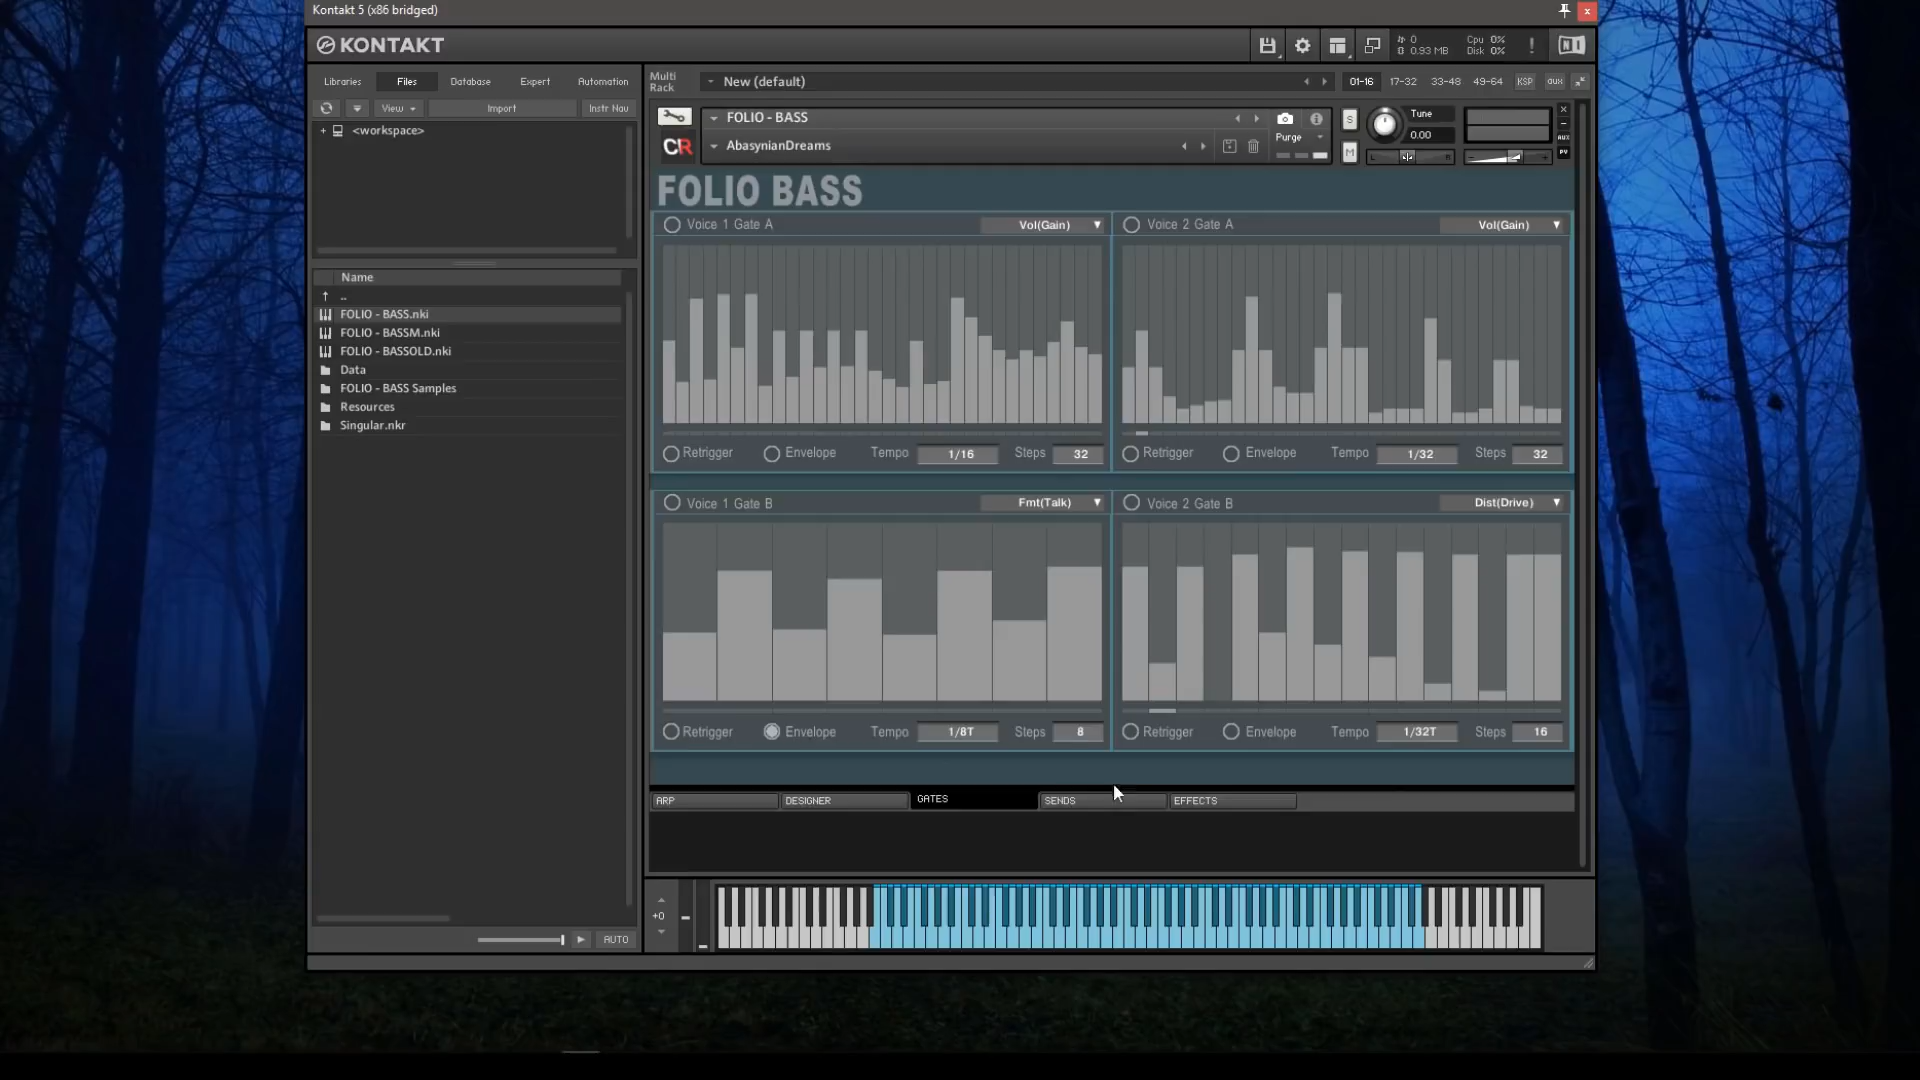 Kontakt 5 (x86 bridged)
KONTAKT
0
0.93 MB
Cpu 0%
Disk 0%
!
NI
Libraries
Files
Database
Expert
Automation
Multi
Rack
New (default)
01-16
17-32
33-48
49-64
KSP
aux
View
Import
Instr Nav
<workspace>
FOLIO - BASS
Purge
S
M
Tune
0.00
L
R
AUX
PV
CR
AbasynianDreams
FOLIO BASS
Voice 1 Gate A
Vol(Gain)
Voice 2 Gate A
Vol(Gain)
Name
..
FOLIO - BASS.nki
FOLIO - BASSM.nki
FOLIO - BASSOLD.nki
Data
FOLIO - BASS Samples
Resources
Singular.nkr
Retrigger
Envelope
Tempo
1/16
Steps
32
Retrigger
Envelope
Tempo
1/32
Steps
32
Voice 1 Gate B
Fmt(Talk)
Voice 2 Gate B
Dist(Drive)
Retrigger
Envelope
Tempo
1/8T
Steps
8
Retrigger
Envelope
Tempo
1/32T
Steps
16
ARP
DESIGNER
GATES
SENDS
EFFECTS
+0
AUTO